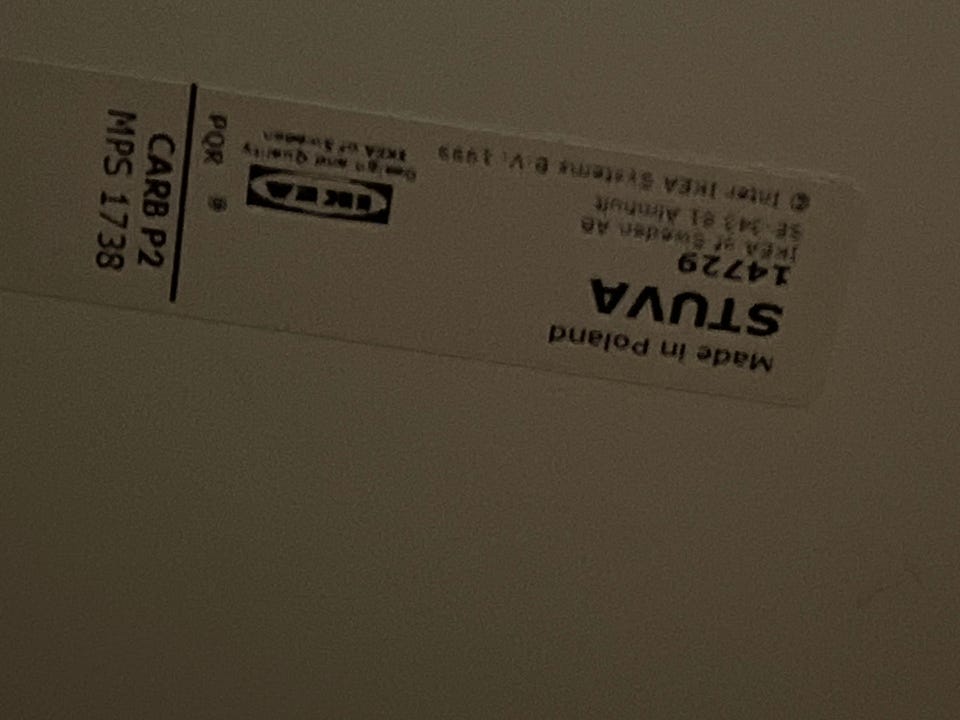 Made in Poland
STUVA
14729
IKEA of Sweden AB
SE-343 81 Älmhult
© Inter IKEA Systems B.V. 1999
IKEA
Design and Quality
IKEA of Sweden
PQR
CARB P2
MPS 1738